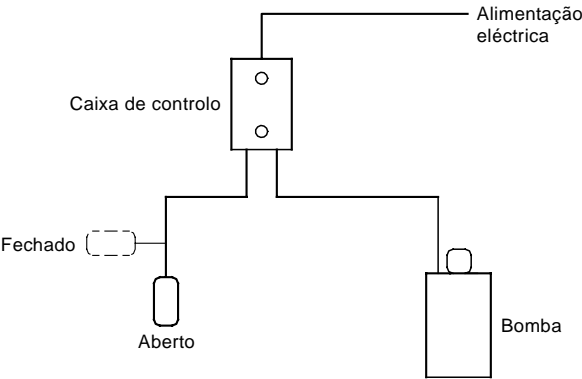 Alimentação
eléctrica
Caixa de controlo
Fechado
Aberto
Bomba